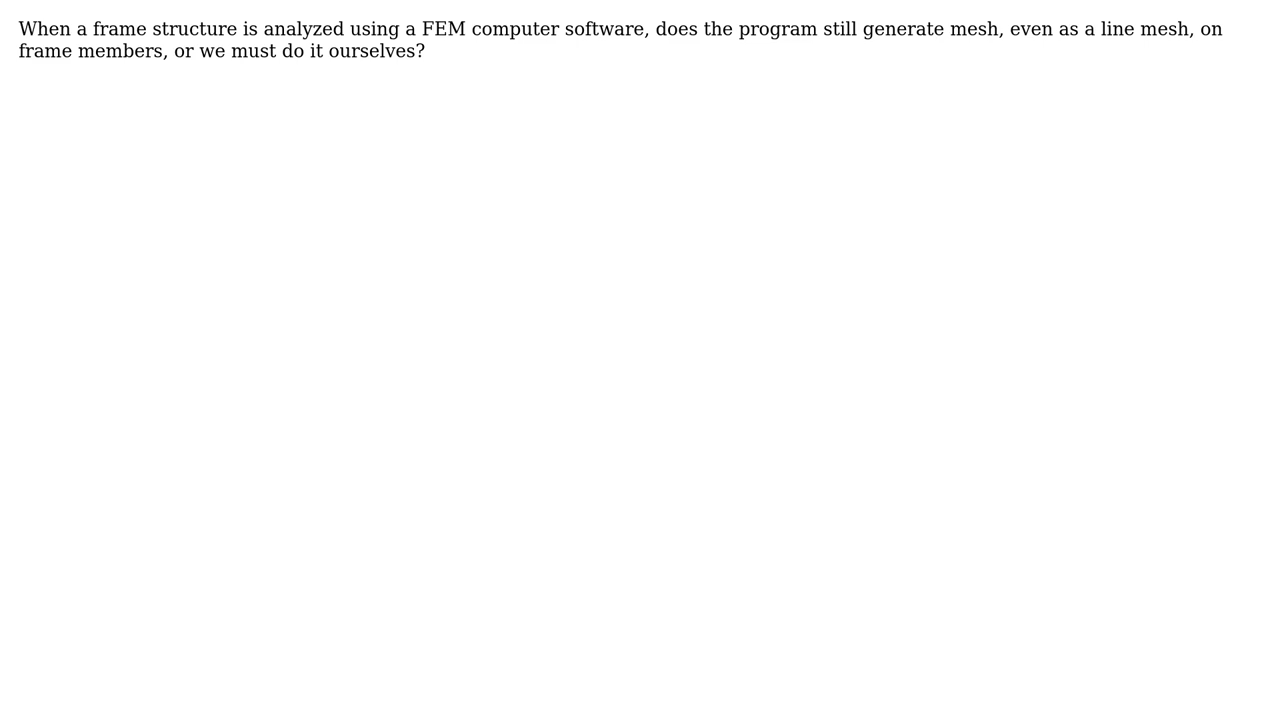 When a frame structure is analyzed using a FEM computer software, does the program still generate mesh, even as a line mesh, on
frame members, or we must do it ourselves?